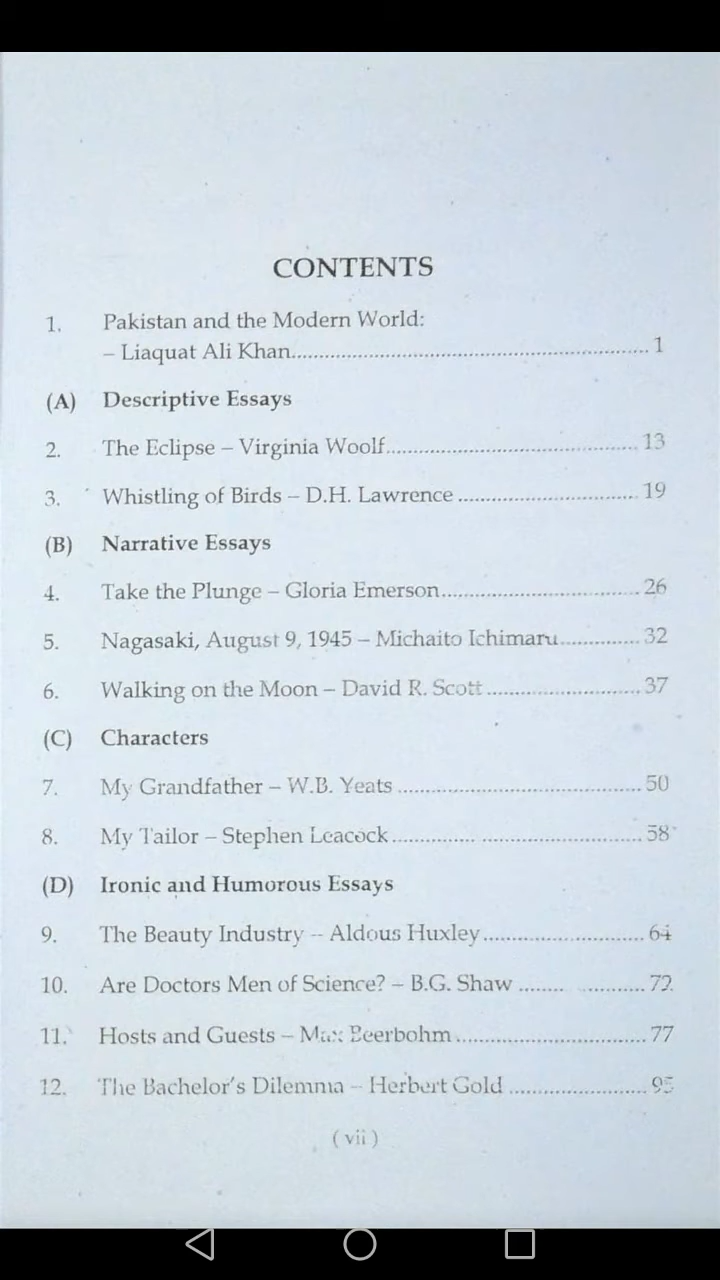 CONTENTS
1. Pakistan and the Modern World:
– Liaquat Ali Khan........................................................................ 1
(A) Descriptive Essays
2. The Eclipse – Virginia Woolf.................................................. 13
3. Whistling of Birds – D.H. Lawrence .................................... 19
(B) Narrative Essays
4. Take the Plunge – Gloria Emerson........................................ 26
5. Nagasaki, August 9, 1945 – Michaito Ichimaru................ 32
6. Walking on the Moon – David R. Scott ............................... 37
(C) Characters
7. My Grandfather – W.B. Yeats ................................................ 50
8. My Tailor – Stephen Leacock................. ................................ 58
(D) Ironic and Humorous Essays
9. The Beauty Industry – Aldous Huxley................................ 64
10. Are Doctors Men of Science? – B.G. Shaw ......... ............ 72
11. Hosts and Guests – Max Beerbohm ..................................... 77
12. The Bachelor's Dilemma – Herbert Gold ........................... 95
( vii )